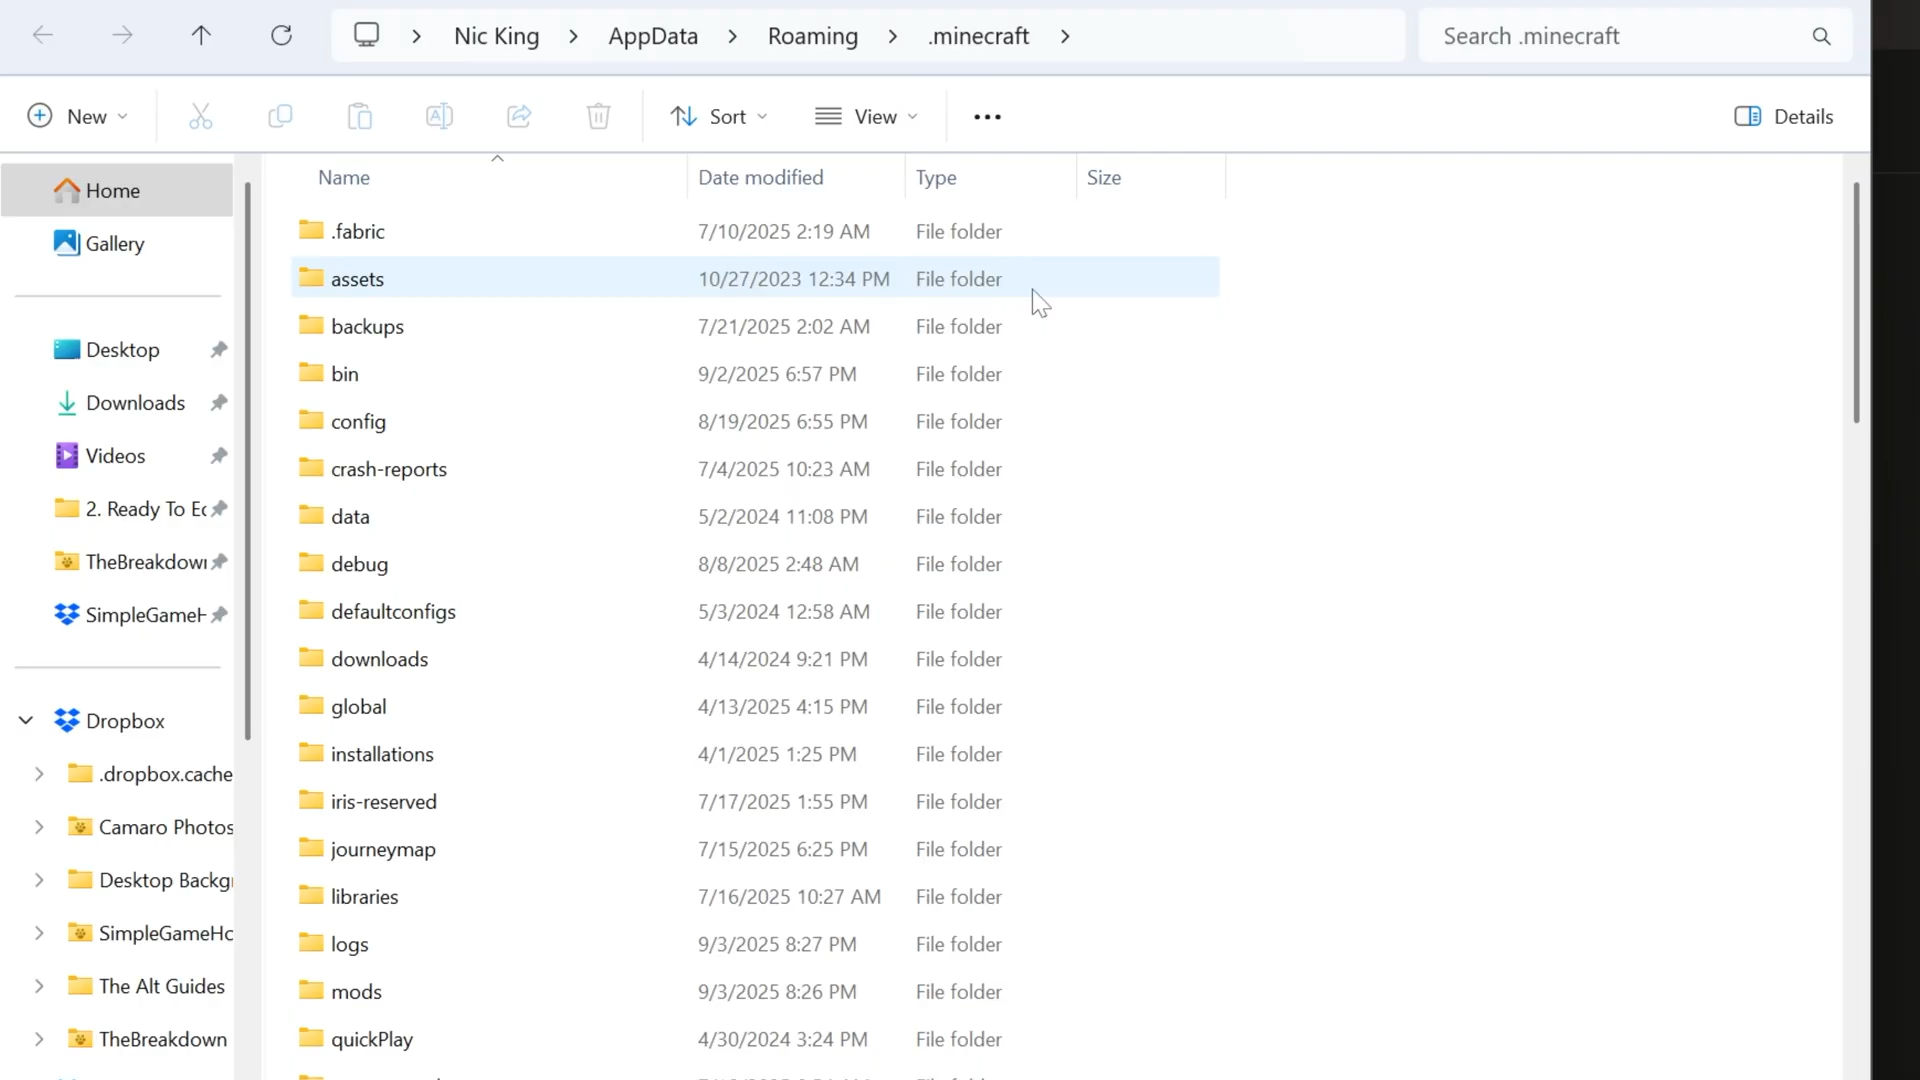 Nic King > AppData > Roaming > .minecraft >
Search .minecraft
New
Sort
View
Details
Home
Gallery
Desktop
Downloads
Videos
2. Ready To Ec
TheBreakdow
SimpleGameH
Dropbox
.dropbox.cache
Camaro Photos
Desktop Backg
SimpleGameHo
The Alt Guides
TheBreakdown
Name Date modified Type Size
.fabric 7/10/2025 2:19 AM File folder
assets 10/27/2023 12:34 PM File folder
backups 7/21/2025 2:02 AM File folder
bin 9/2/2025 6:57 PM File folder
config 8/19/2025 6:55 PM File folder
crash-reports 7/4/2025 10:23 AM File folder
data 5/2/2024 11:08 PM File folder
debug 8/8/2025 2:48 AM File folder
defaultconfigs 5/3/2024 12:58 AM File folder
downloads 4/14/2024 9:21 PM File folder
global 4/13/2025 4:15 PM File folder
installations 4/1/2025 1:25 PM File folder
iris-reserved 7/17/2025 1:55 PM File folder
journeymap 7/15/2025 6:25 PM File folder
libraries 7/16/2025 10:27 AM File folder
logs 9/3/2025 8:27 PM File folder
mods 9/3/2025 8:26 PM File folder
quickPlay 4/30/2024 3:24 PM File folder